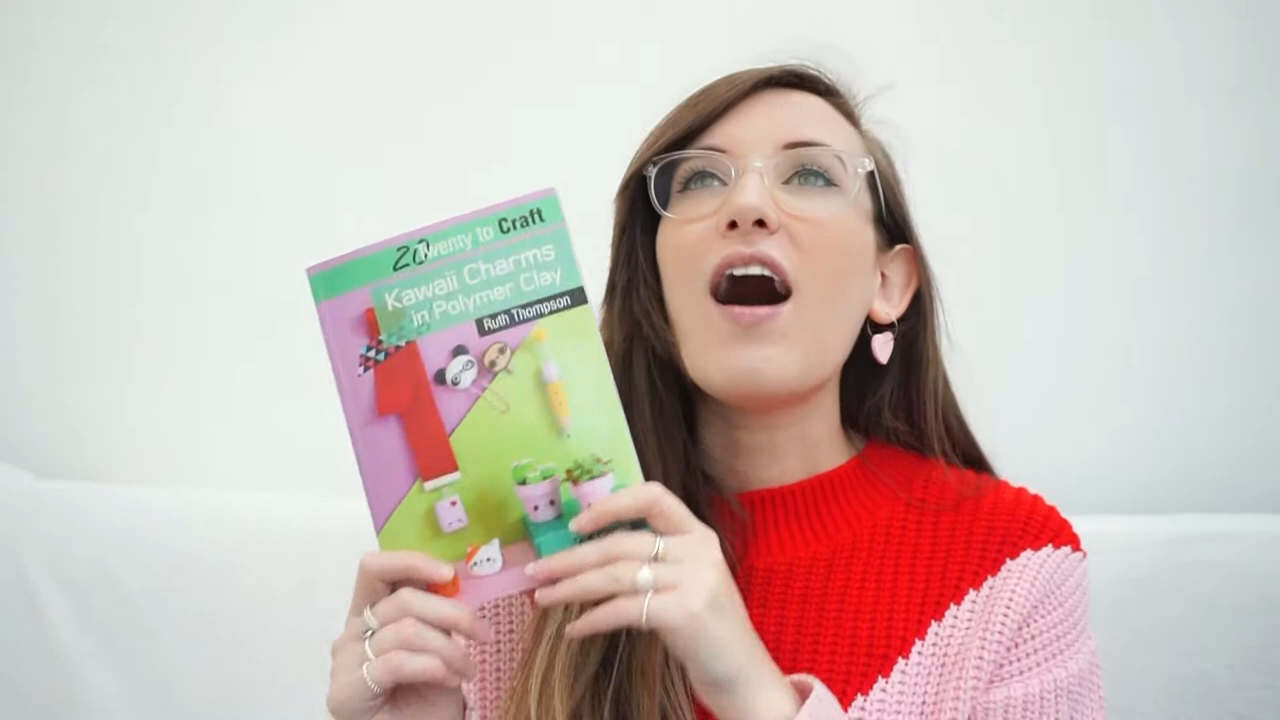 20 Twenty to Craft
Kawaii Charms
in Polymer Clay
Ruth Thompson